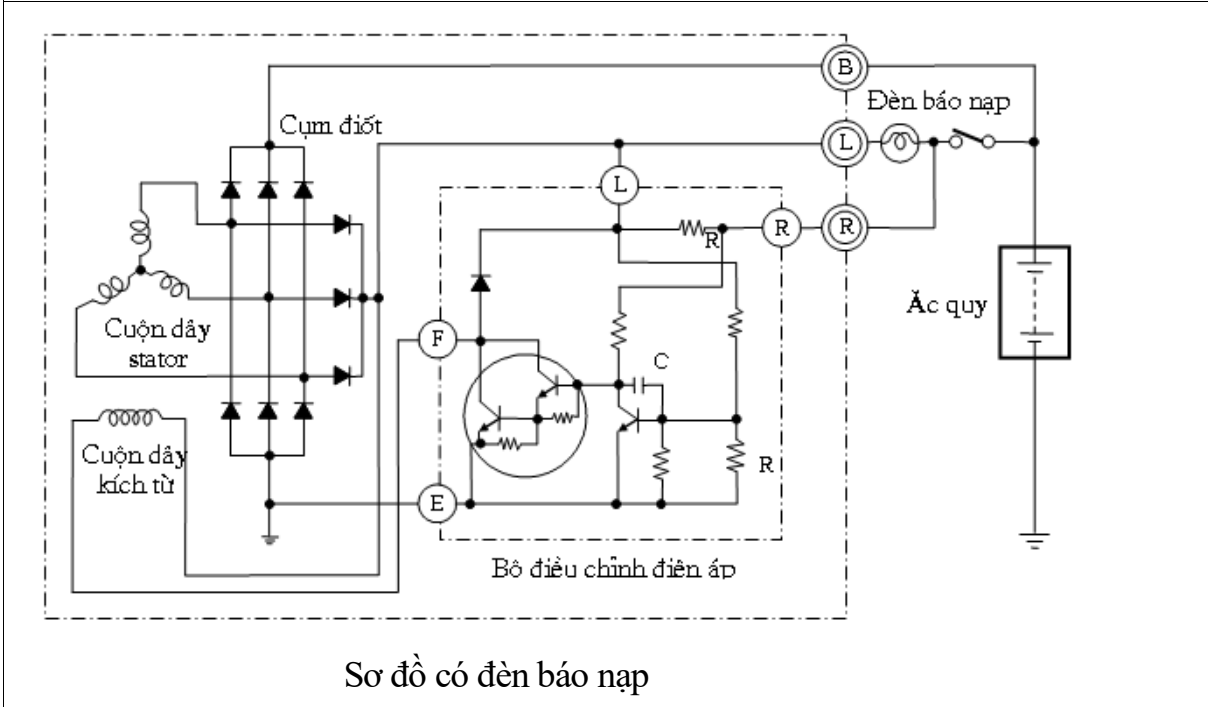 B
Đèn báo nạp
Cụm điốt
L
L
R
R
R
Ắc quy
Cuộn dây
stator
F
C
Cuộn dây
kích từ
R
E
Bộ điều chỉnh điện áp
Sơ đồ có đèn báo nạp